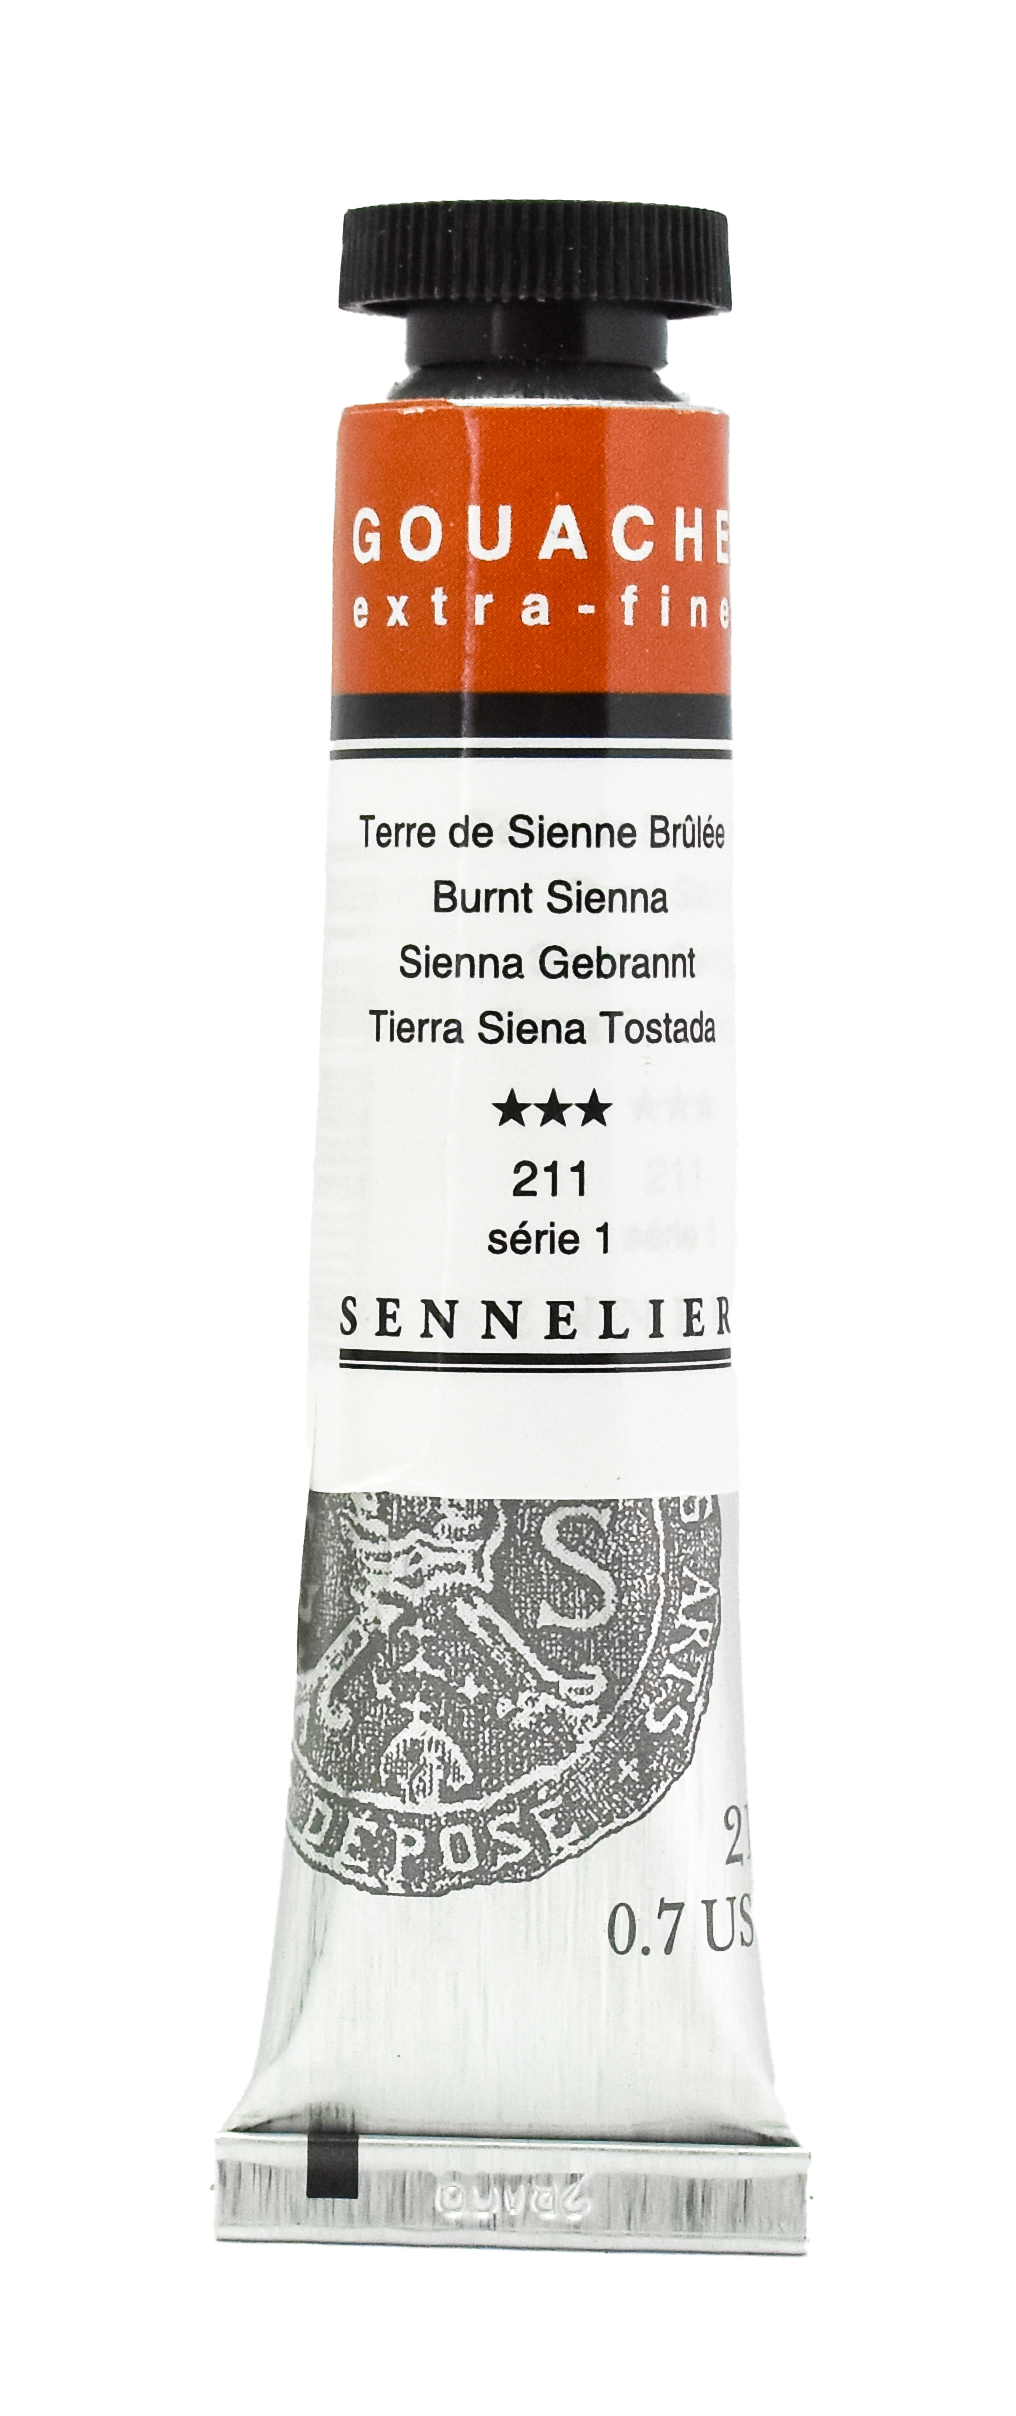 GOUACHE
extra-fine
Terre de Sienne Brûlée
Burnt Sienna
Sienna Gebrannt
Tierra Siena Tostada
★★★
211
série 1
SENNELIER
S
ARTS
DÉPOSÉ
0.7 US